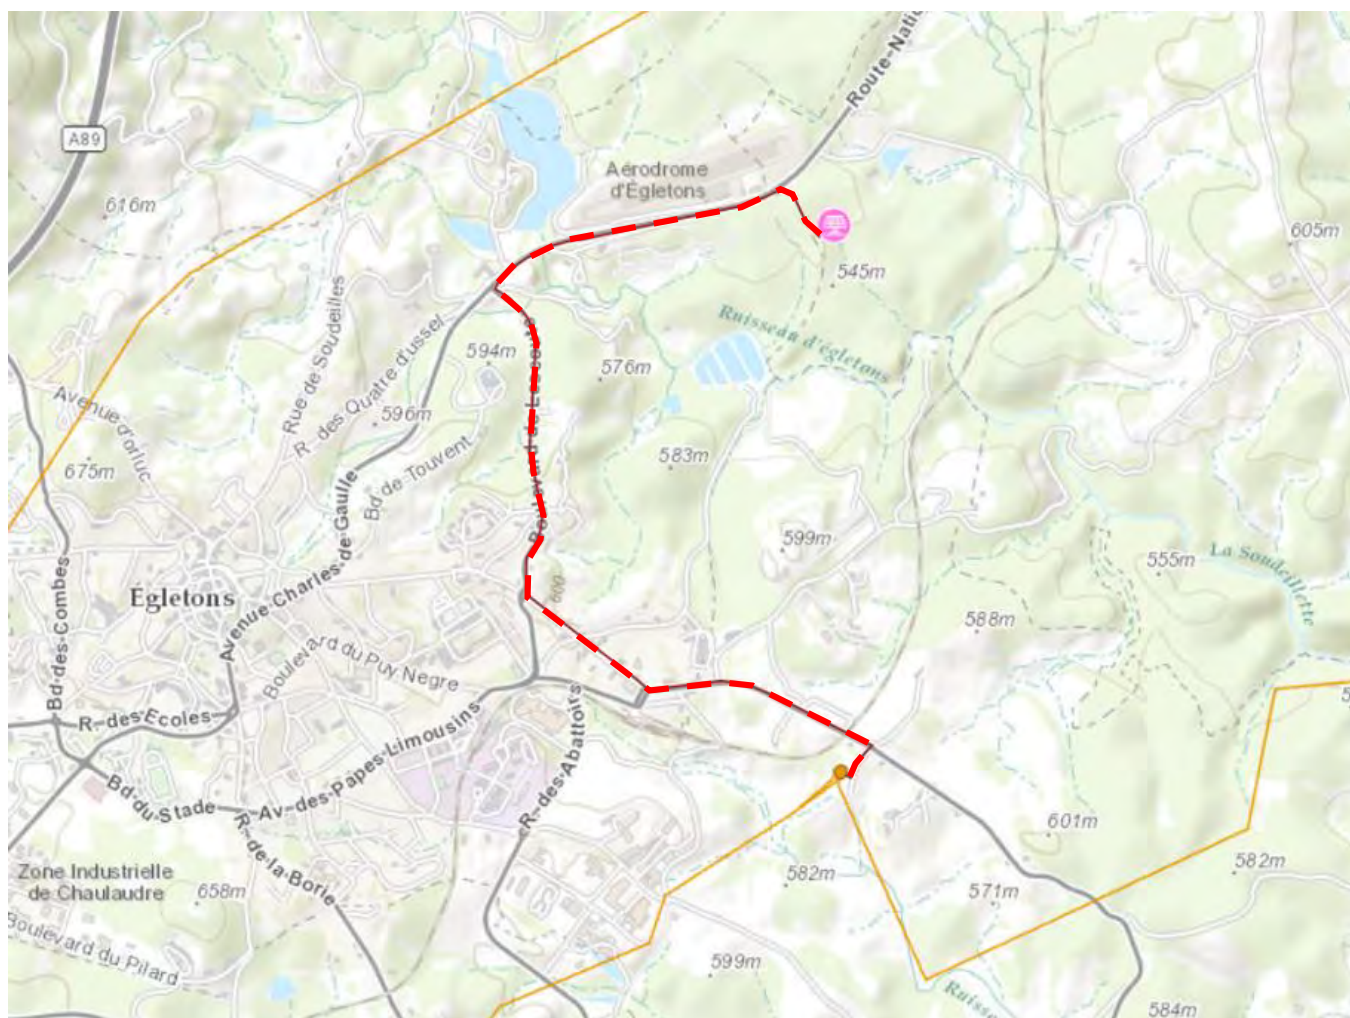 Route-Nati
A89
Aérodrome
d'Égletons
616m
605m
545m
Ruisseau d'égletons
Rue de Soudeilles
R. des Quatre d'ussel
594m
576m
596m
Avenue d'orluc
675m
Bd de Touvent
583m
599m
La Soudeillette
555m
Avenue Charles de Gaulle
600
Égletons
588m
Bd des Combes
Boulevard du Puy Negre
R. des Ecoles
Av. des Papes Limousins
R. des Abattoirs
Bd du Stade
R. de la Borie
601m
582m
582m
Zone Industrielle
de Chaulaudre
658m
571m
Boulevard du Pilard
599m
Ruiss
584m